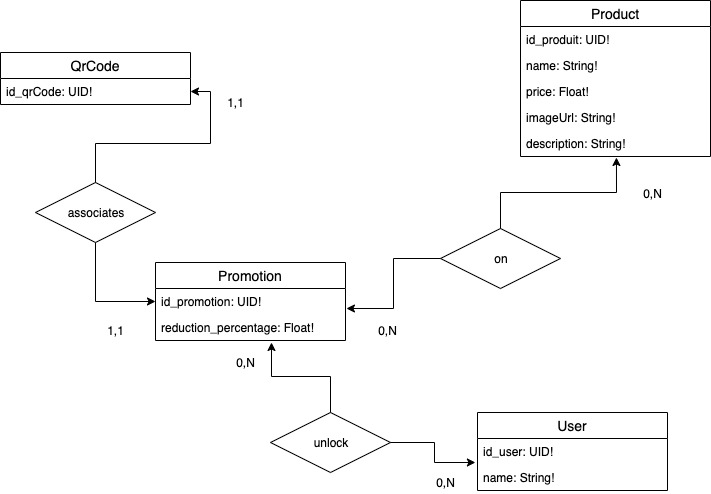 Product
id_produit: UID!
name: String!
price: Float!
imageUrl: String!
description: String!
QrCode
id_qrCode: UID!
1,1
0,N
associates
on
Promotion
id_promotion: UID!
reduction_percentage: Float!
1,1
0,N
0,N
unlock
User
id_user: UID!
name: String!
0,N